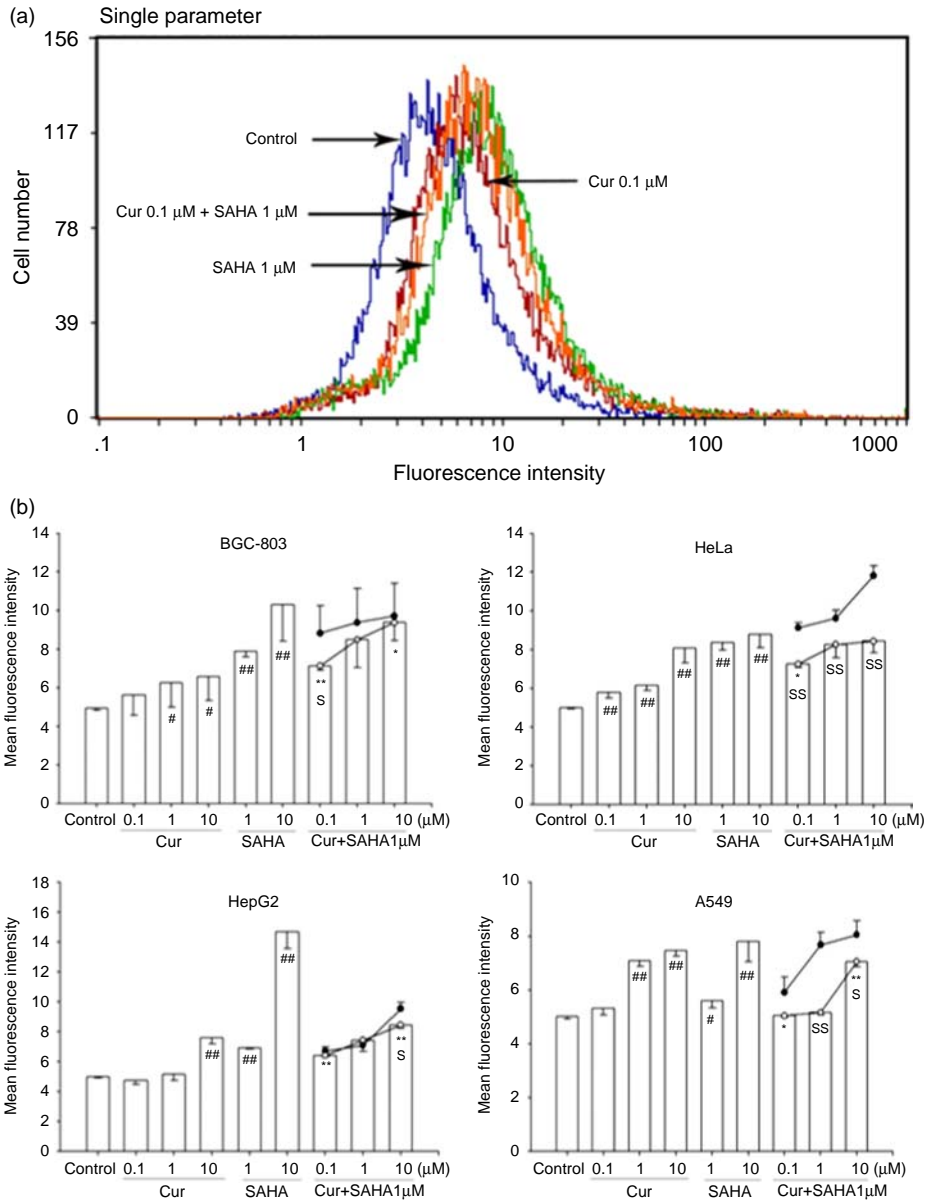 (a)
Single parameter
156
117
78
39
0
Cell number
Control
Cur 0.1 μM + SAHA 1 μM
SAHA 1 μM
Cur 0.1 μM
.1 1 10 100 1000
Fluorescence intensity
(b)
BGC-803
Mean fluorescence intensity
14
12
10
8
6
4
2
0
# # ## ## ** S *
Control 0.1 1 10 1 10 0.1 1 10 (μM)
Cur SAHA Cur+SAHA1μM
HeLa
Mean fluorescence intensity
14
12
10
8
6
4
2
0
## ## ## ## ## * SS SS SS
Control 0.1 1 10 1 10 0.1 1 10 (μM)
Cur SAHA Cur+SAHA1μM
HepG2
Mean fluorescence intensity
18
16
14
12
10
8
6
4
2
0
## ## ## ** ** S
Control 0.1 1 10 1 10 0.1 1 10 (μM)
Cur SAHA Cur+SAHA1μM
A549
Mean fluorescence intensity
10
8
6
4
2
0
## ## # ## * SS ** S
Control 0.1 1 10 1 10 0.1 1 10 (μM)
Cur SAHA Cur+SAHA1μM